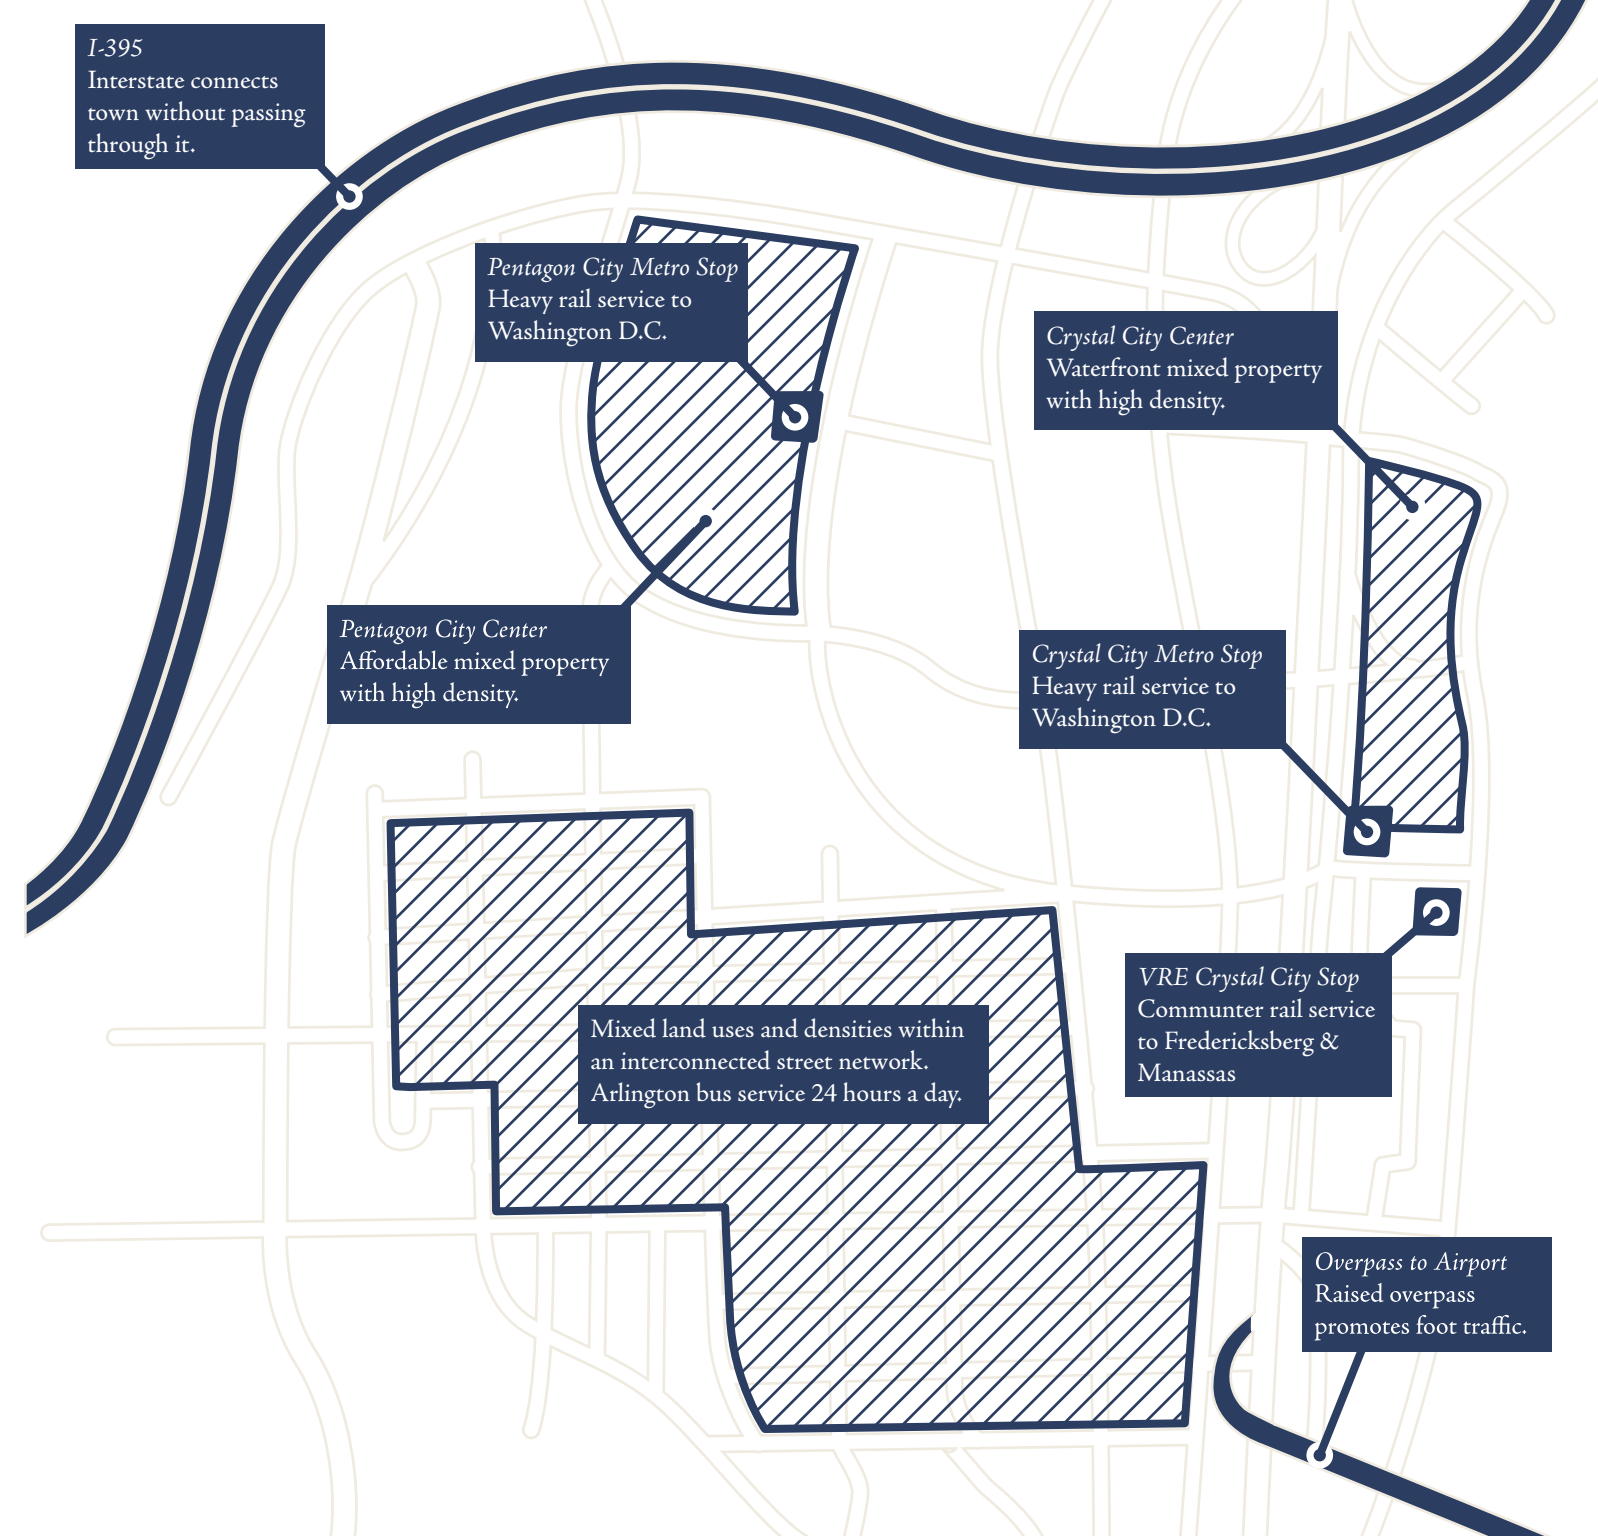 I-395
Interstate connects
town without passing
through it.
Pentagon City Metro Stop
Heavy rail service to
Washington D.C.
Crystal City Center
Waterfront mixed property
with high density.
Pentagon City Center
Affordable mixed property
with high density.
Crystal City Metro Stop
Heavy rail service to
Washington D.C.
VRE Crystal City Stop
Communter rail service
to Fredericksberg &
Manassas
Mixed land uses and densities within
an interconnected street network.
Arlington bus service 24 hours a day.
Overpass to Airport
Raised overpass
promotes foot traffic.